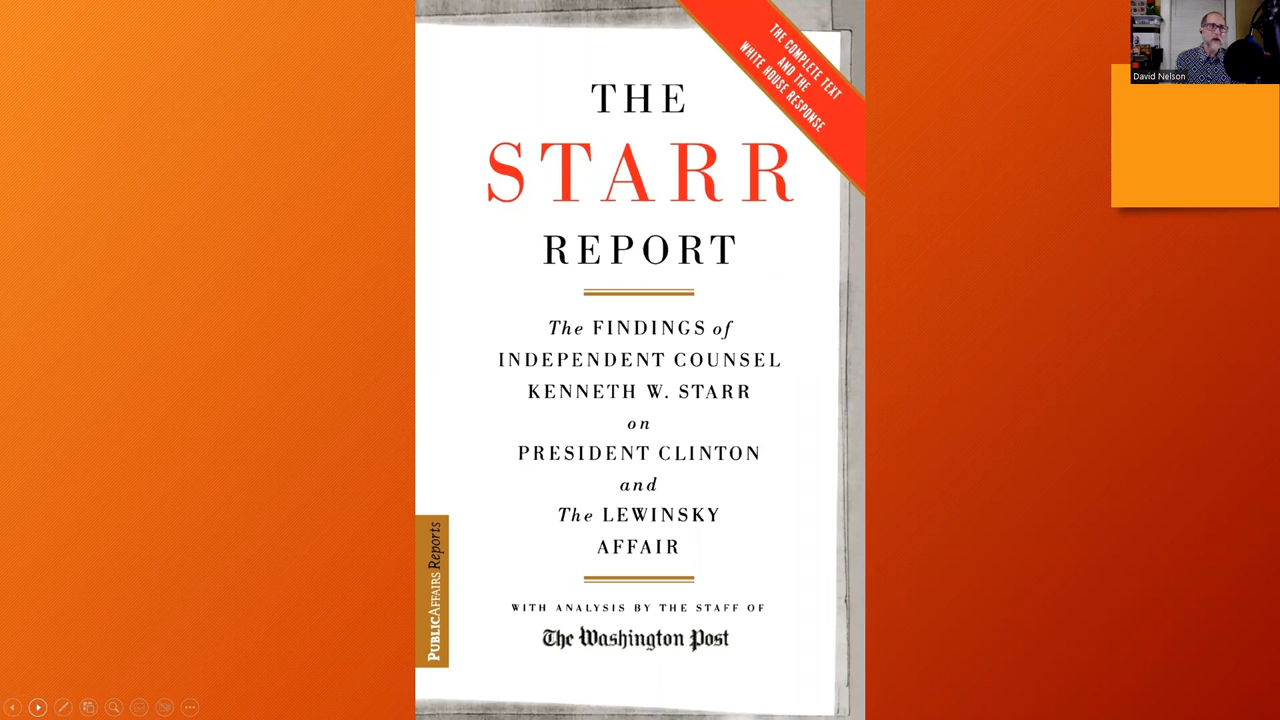 THE COMPLETE TEXT
AND THE
WHITE HOUSE RESPONSE
David Nelson
THE
STARR
REPORT
The FINDINGS of
INDEPENDENT COUNSEL
KENNETH W. STARR
on
PRESIDENT CLINTON
and
The LEWINSKY
AFFAIR
WITH ANALYSIS BY THE STAFF OF
The Washington Post
PUBLICAFFAIRS Reports